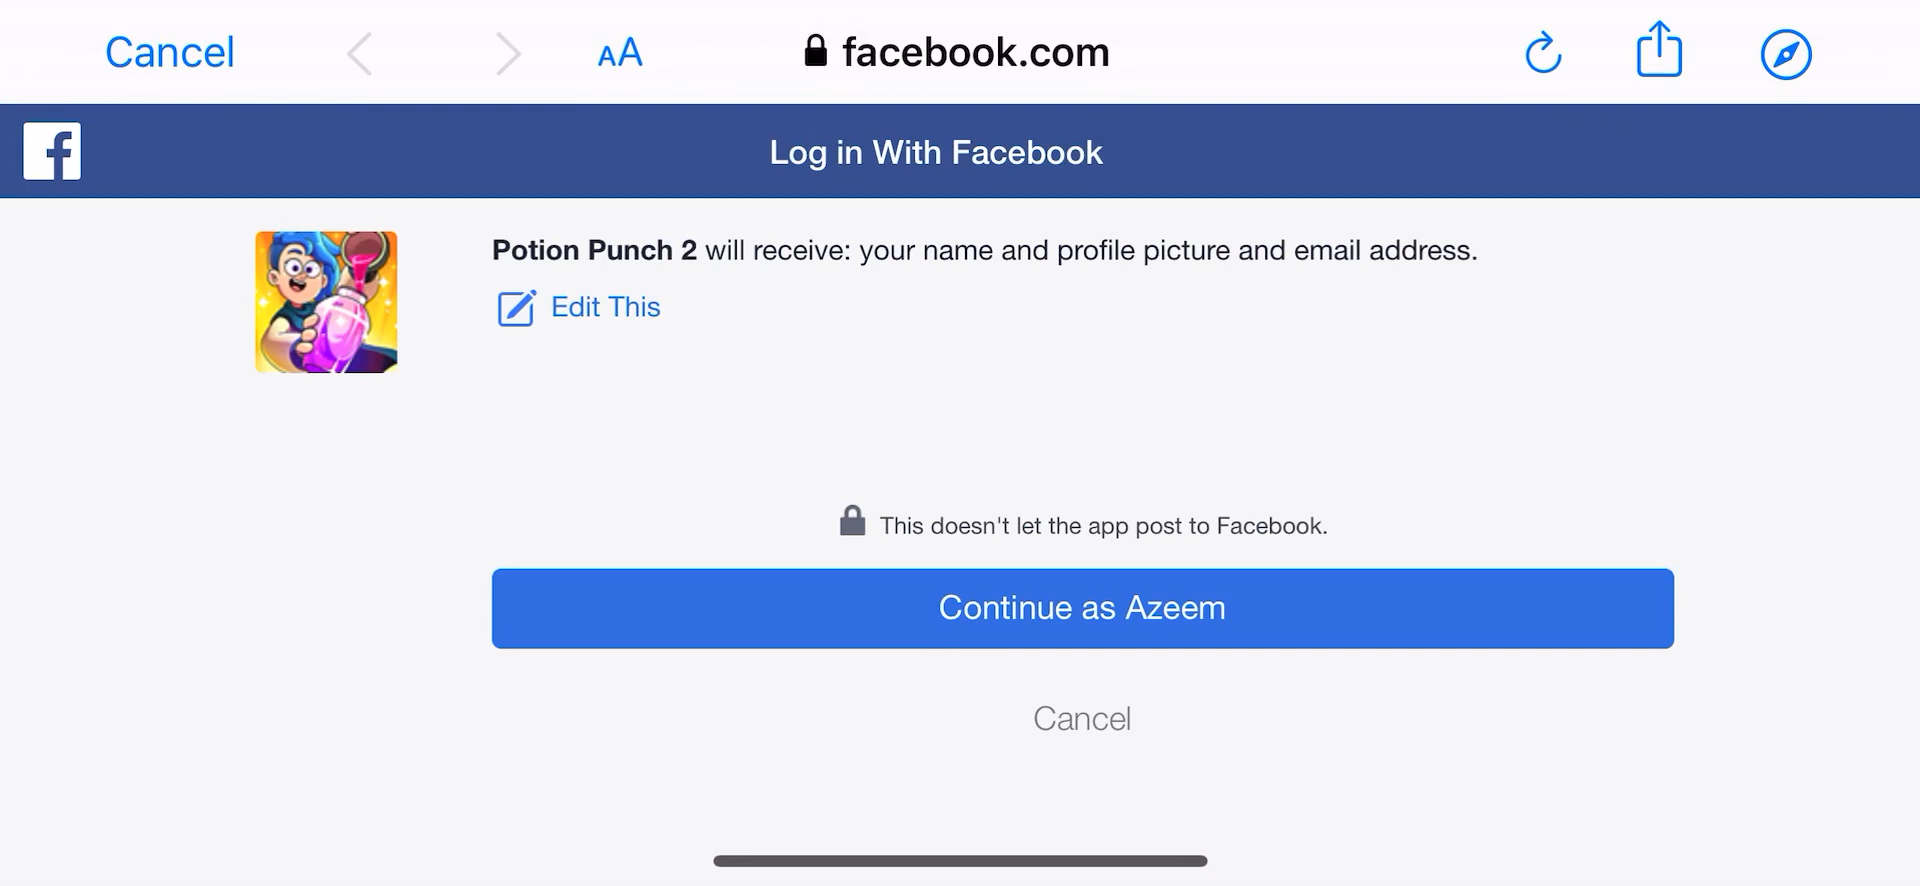 Cancel AA facebook.com
Log in With Facebook
Potion Punch 2 will receive: your name and profile picture and email address.
Edit This
This doesn't let the app post to Facebook.
Continue as Azeem
Cancel